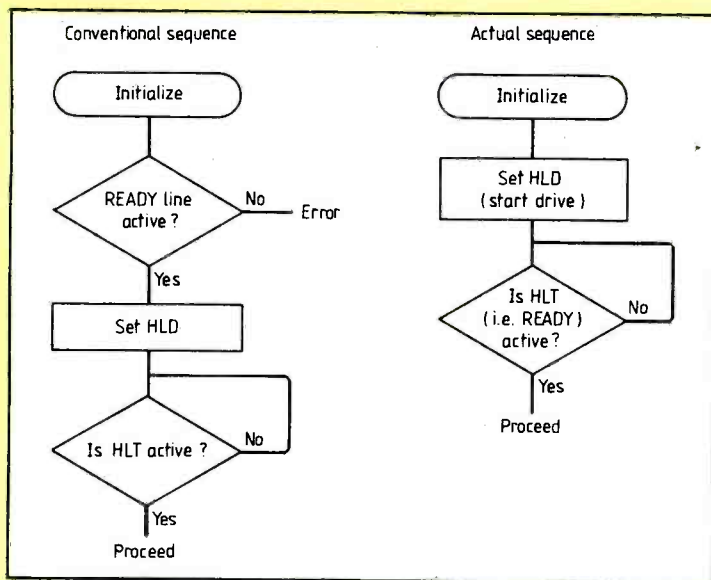 Conventional sequence
Initialize
READY line
active ?
No
Error
Yes
Set HLD
Is HLT active ?
No
Yes
Proceed
Actual sequence
Initialize
Set HLD
( start drive )
Is HLT
( i.e. READY )
active ?
No
Yes
Proceed